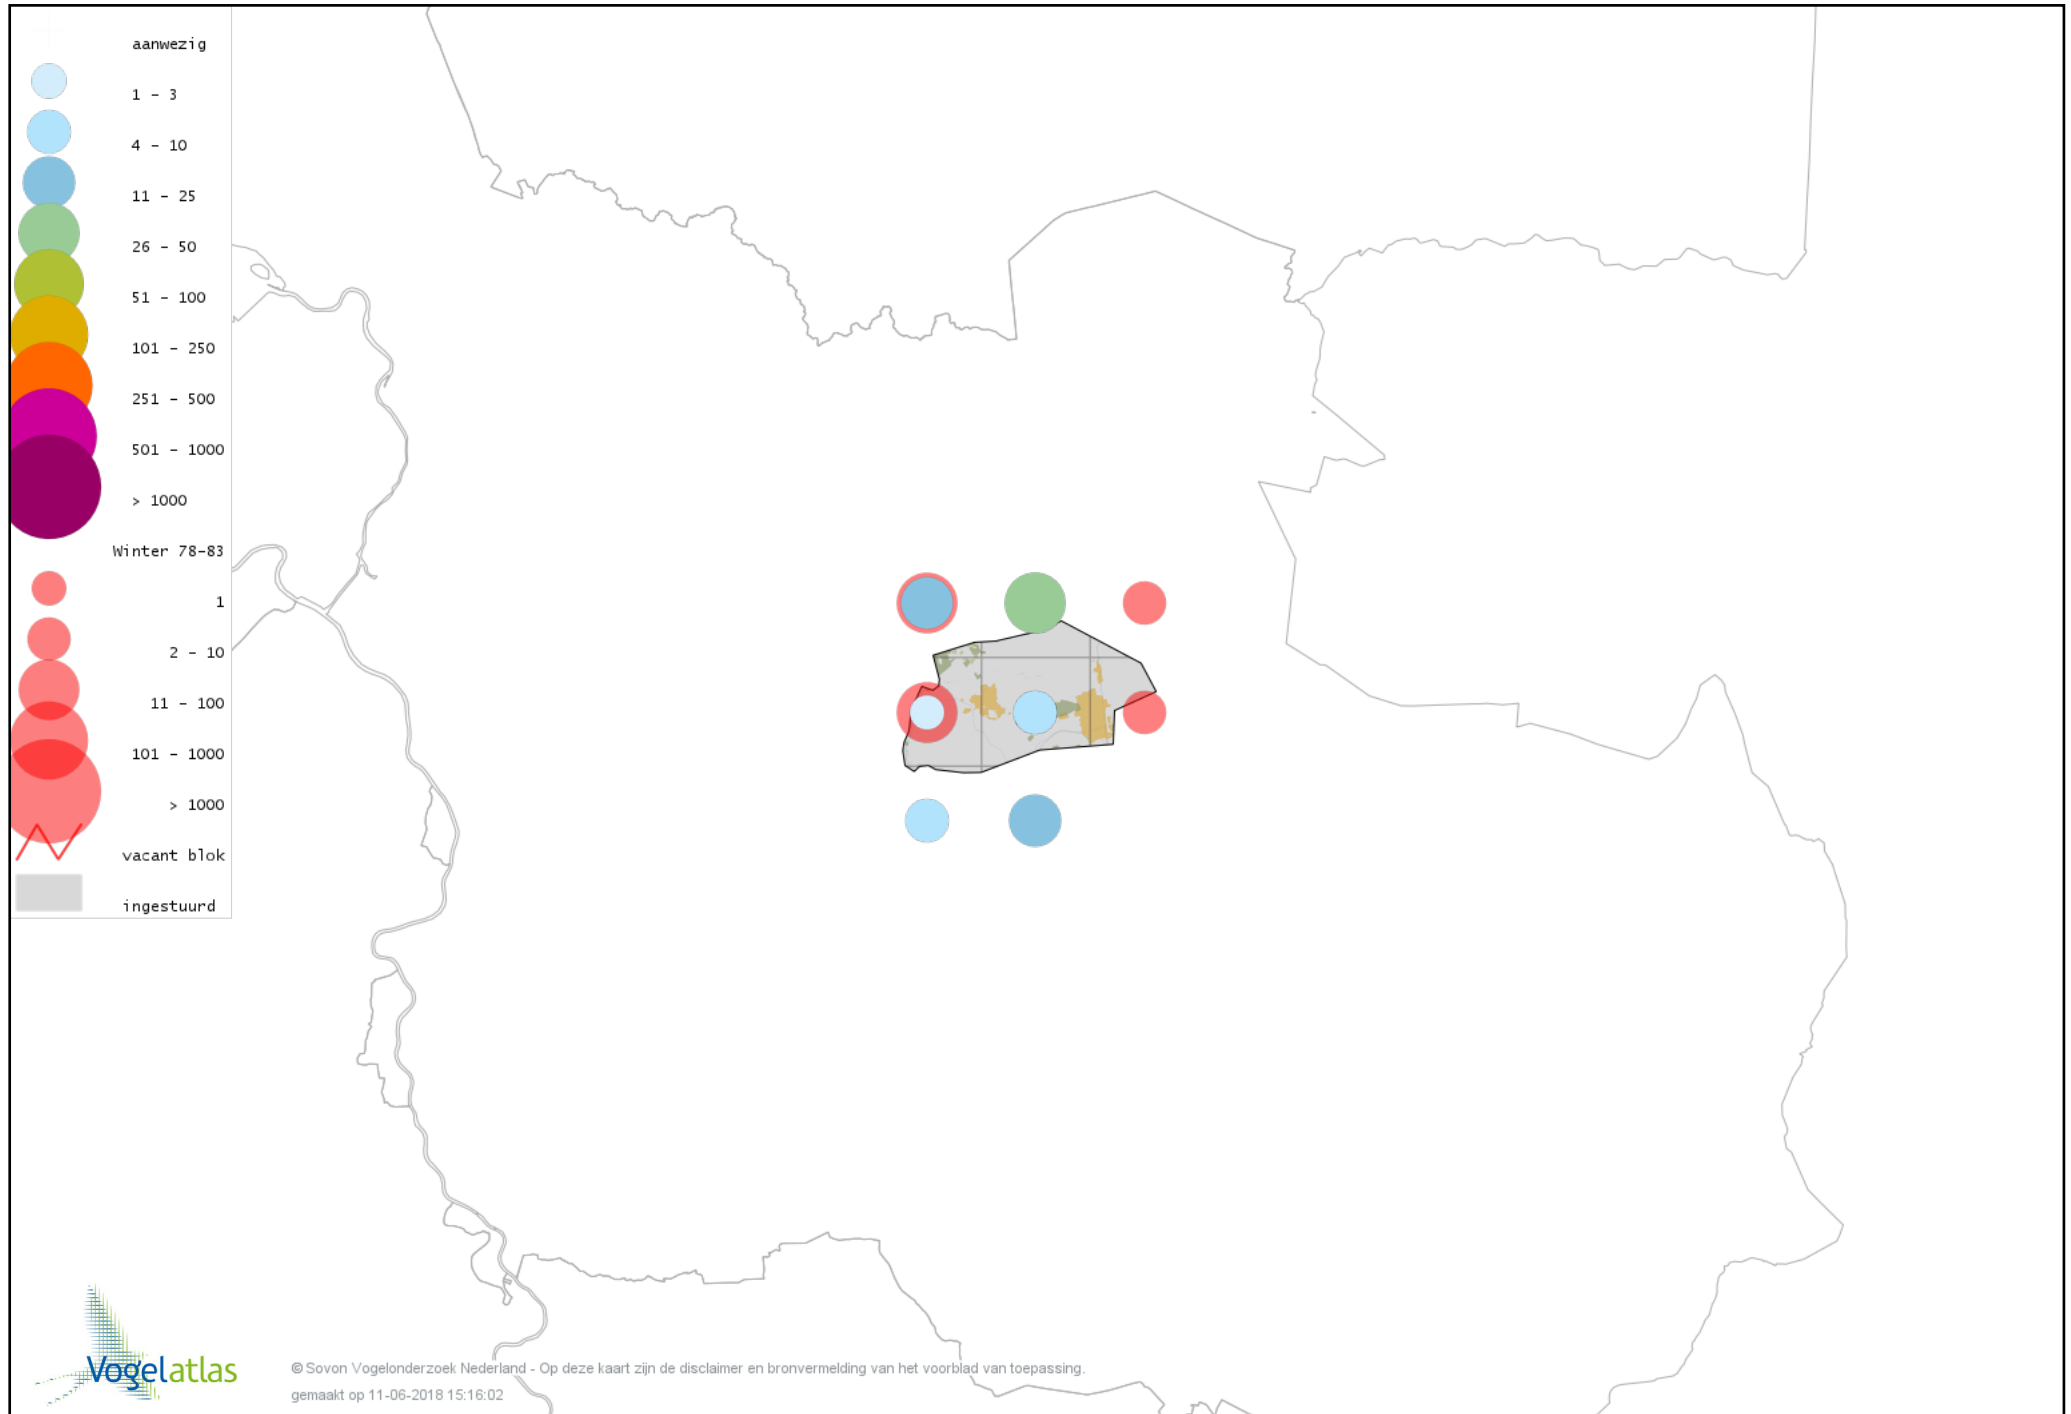 aanwezig
1 - 3
4 - 10
11 - 25
26 - 50
51 - 100
101 - 250
251 - 500
501 - 1000
> 1000
Winter 78-83
1
2 - 10
11 - 100
101 - 1000
> 1000
vacant blok
ingestuurd
Vogelatlas
© Sovon Vogelonderzoek Nederland - Op deze kaart zijn de disclaimer en bronvermelding van het voorblad van toepassing.
gemaakt op 11-06-2018 15:16:02